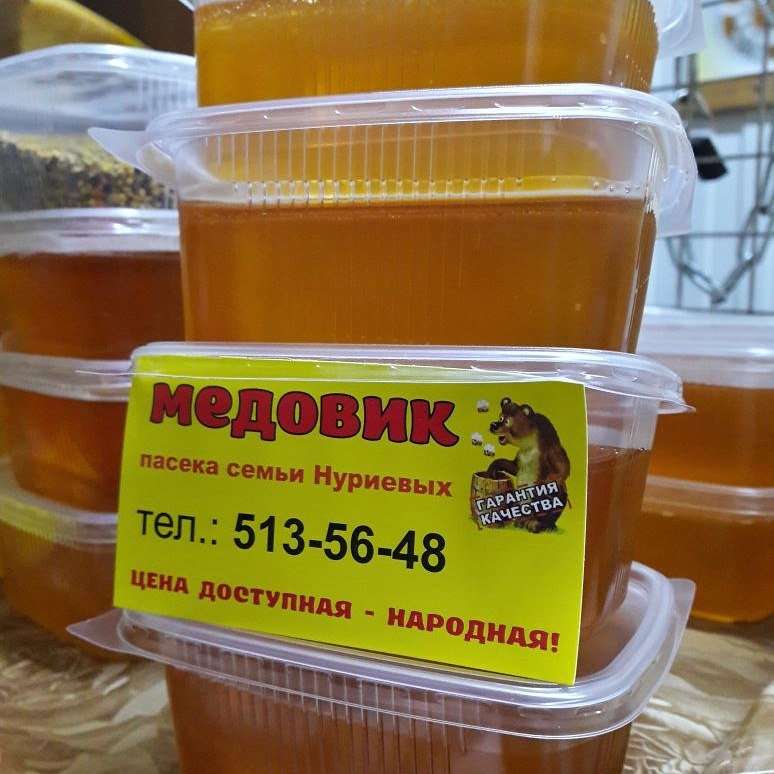 медовик
пасека семьи Нуриевых
тел.: 513-56-48
ЦЕНА ДОСТУПНАЯ - НАРОДНАЯ!
ГАРАНТИЯ
КАЧЕСТВА